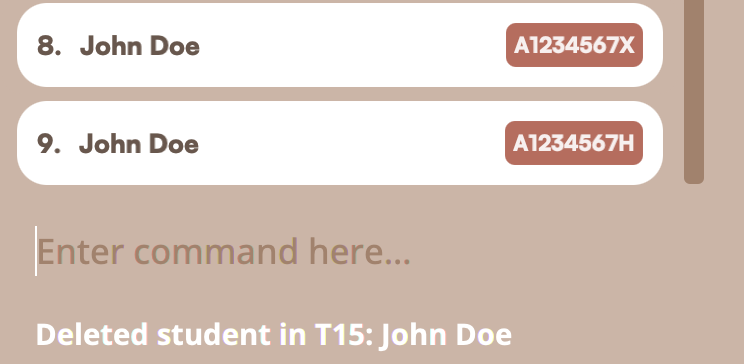 8. John Doe A1234567X
9. John Doe A1234567H
Enter command here...
Deleted student in T15: John Doe